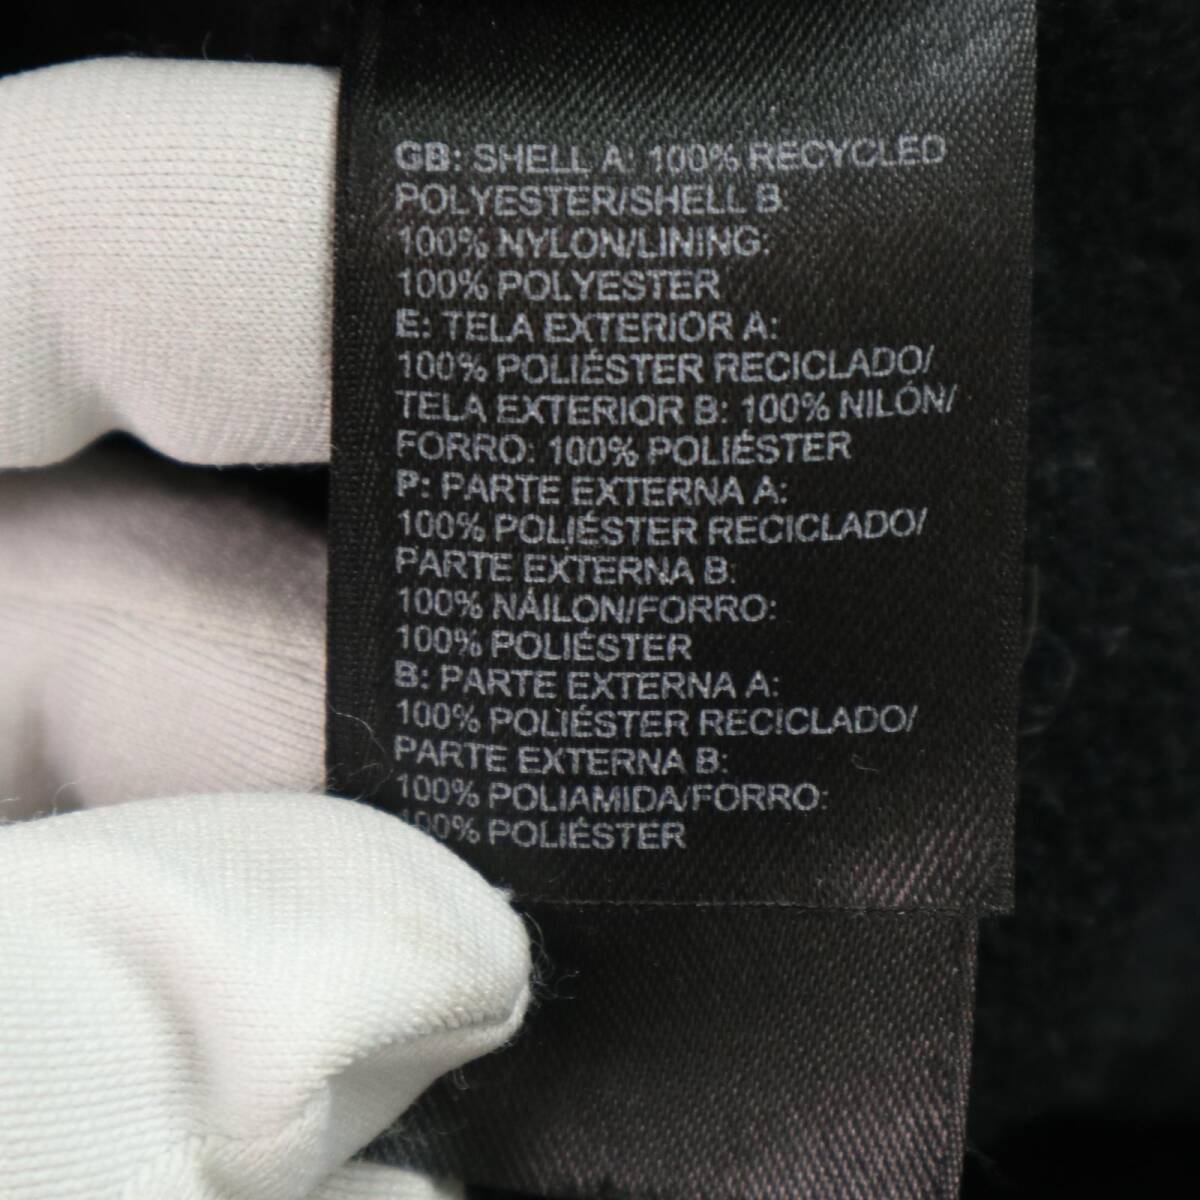 GB: SHELL A: 100% RECYCLED
POLYESTER/SHELL B:
100% NYLON/LINING:
100% POLYESTER
E: TELA EXTERIOR A:
100% POLIÉSTER RECICLADO/
TELA EXTERIOR B: 100% NILÓN/
FORRO: 100% POLIÉSTER
P: PARTE EXTERNA A:
100% POLIÉSTER RECICLADO/
PARTE EXTERNA B:
100% NÁILON/FORRO:
100% POLIÉSTER
B: PARTE EXTERNA A:
100% POLIÉSTER RECICLADO/
PARTE EXTERNA B:
100% POLIAMIDA/FORRO:
100% POLIÉSTER